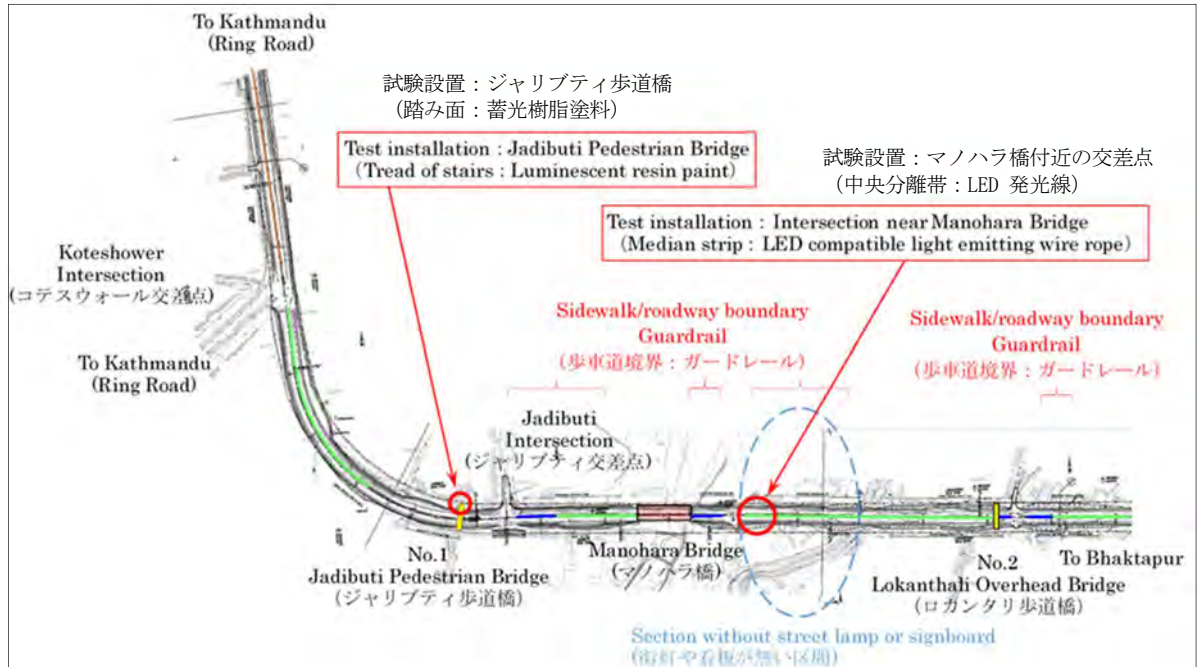 To Kathmandu
(Ring Road)
試験設置：ジャリブティ歩道橋
（踏み面：蓄光樹脂塗料）
Test installation : Jadibuti Pedestrian Bridge
(Tread of stairs : Luminescent resin paint)
試験設置：マノハラ橋付近の交差点
（中央分離帯：LED 発光線）
Test installation : Intersection near Manohara Bridge
(Median strip : LED compatible light emitting wire rope)
Koteshower
Intersection
(コテスウォール交差点)
To Kathmandu
(Ring Road)
Sidewalk/roadway boundary
Guardrail
(歩車道境界：ガードレール)
Sidewalk/roadway boundary
Guardrail
(歩車道境界：ガードレール)
Jadibuti
Intersection
(ジャリブティ交差点)
No.1
Jadibuti Pedestrian Bridge
(ジャリブティ歩道橋)
Manohara Bridge
(マノハラ橋)
No.2
Lokanthali Overhead Bridge
(ロカンタリ歩道橋)
To Bhaktapur
Section without street lamp or signboard
(街灯や看板が無い区間)